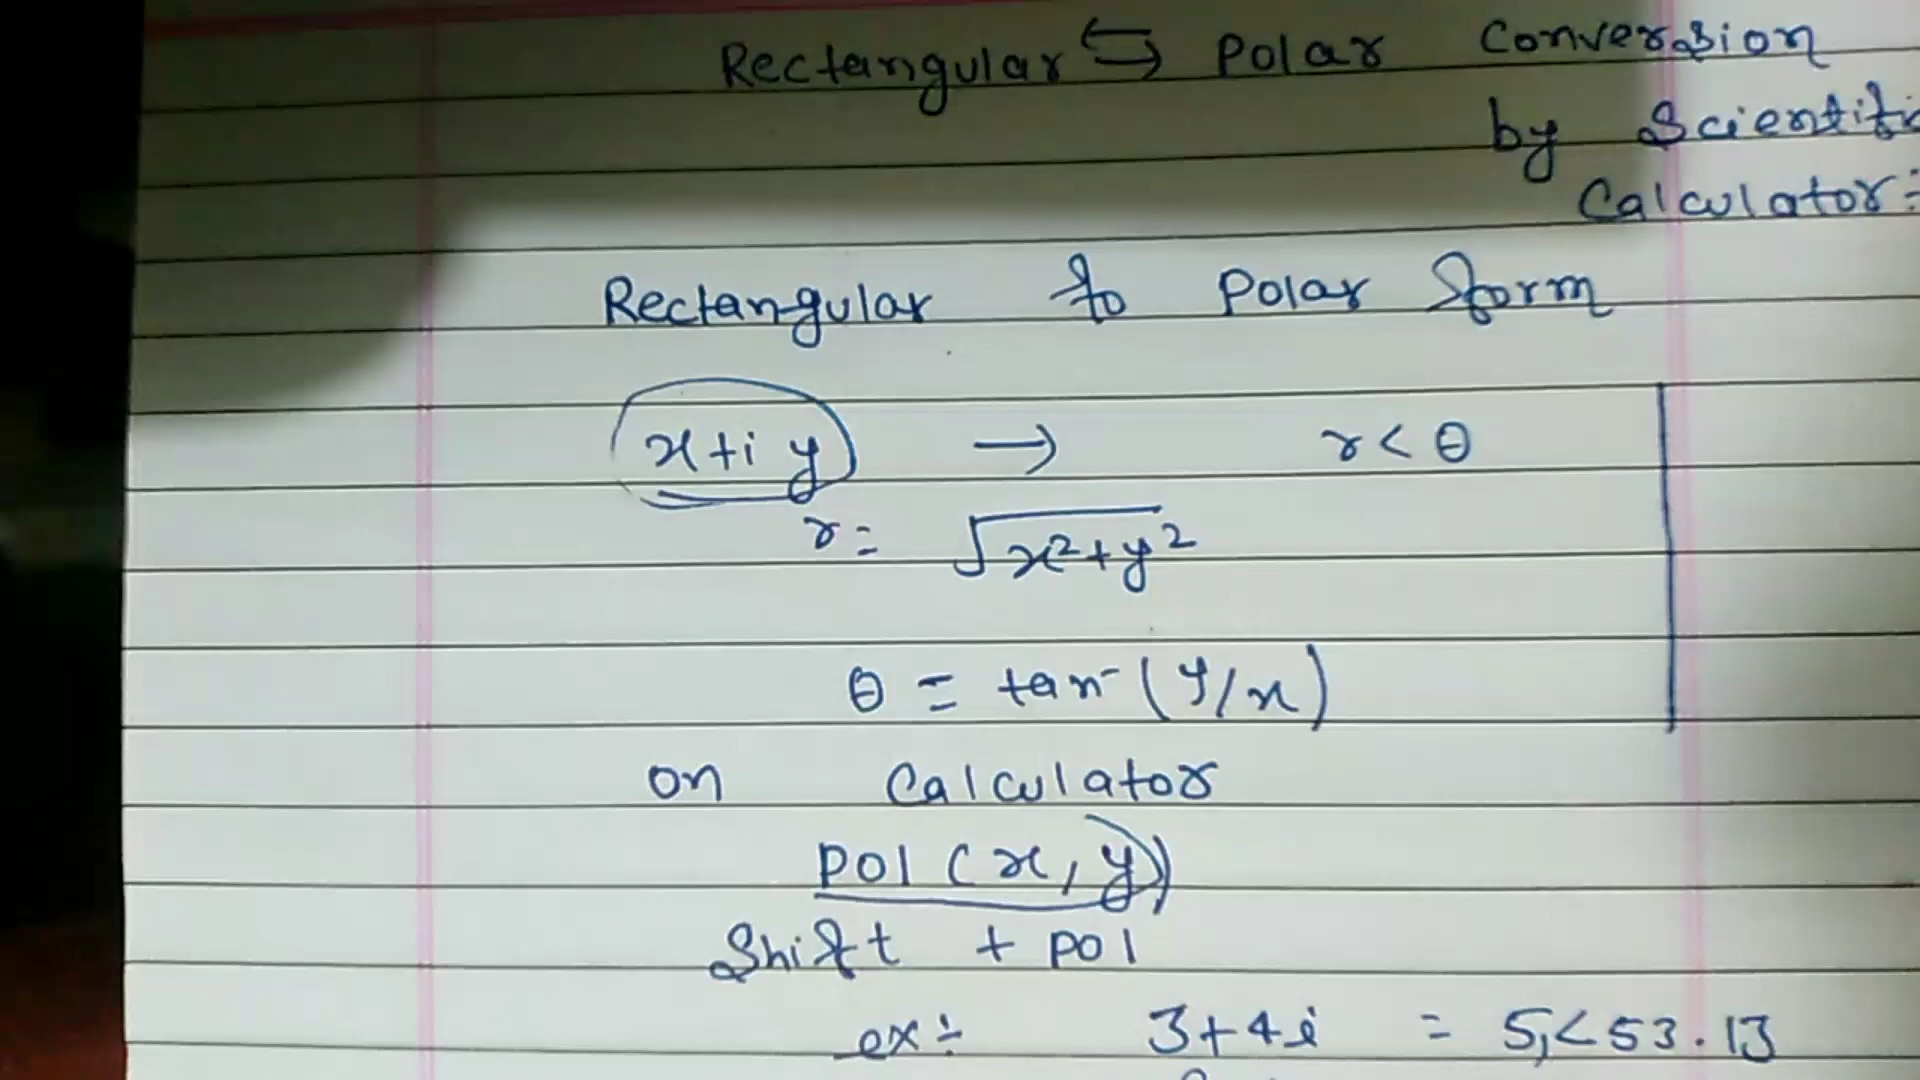 Rectangular ⇆ Polar Conversion
by Scientific
Calculator:-
Rectangular to Polar form
x+iy → r<θ
r = √x²+y²
θ = tan⁻(y/x)
on Calculator
Pol (x, y)
Shift + Pol
ex÷ 3+4i = 5,<53.13